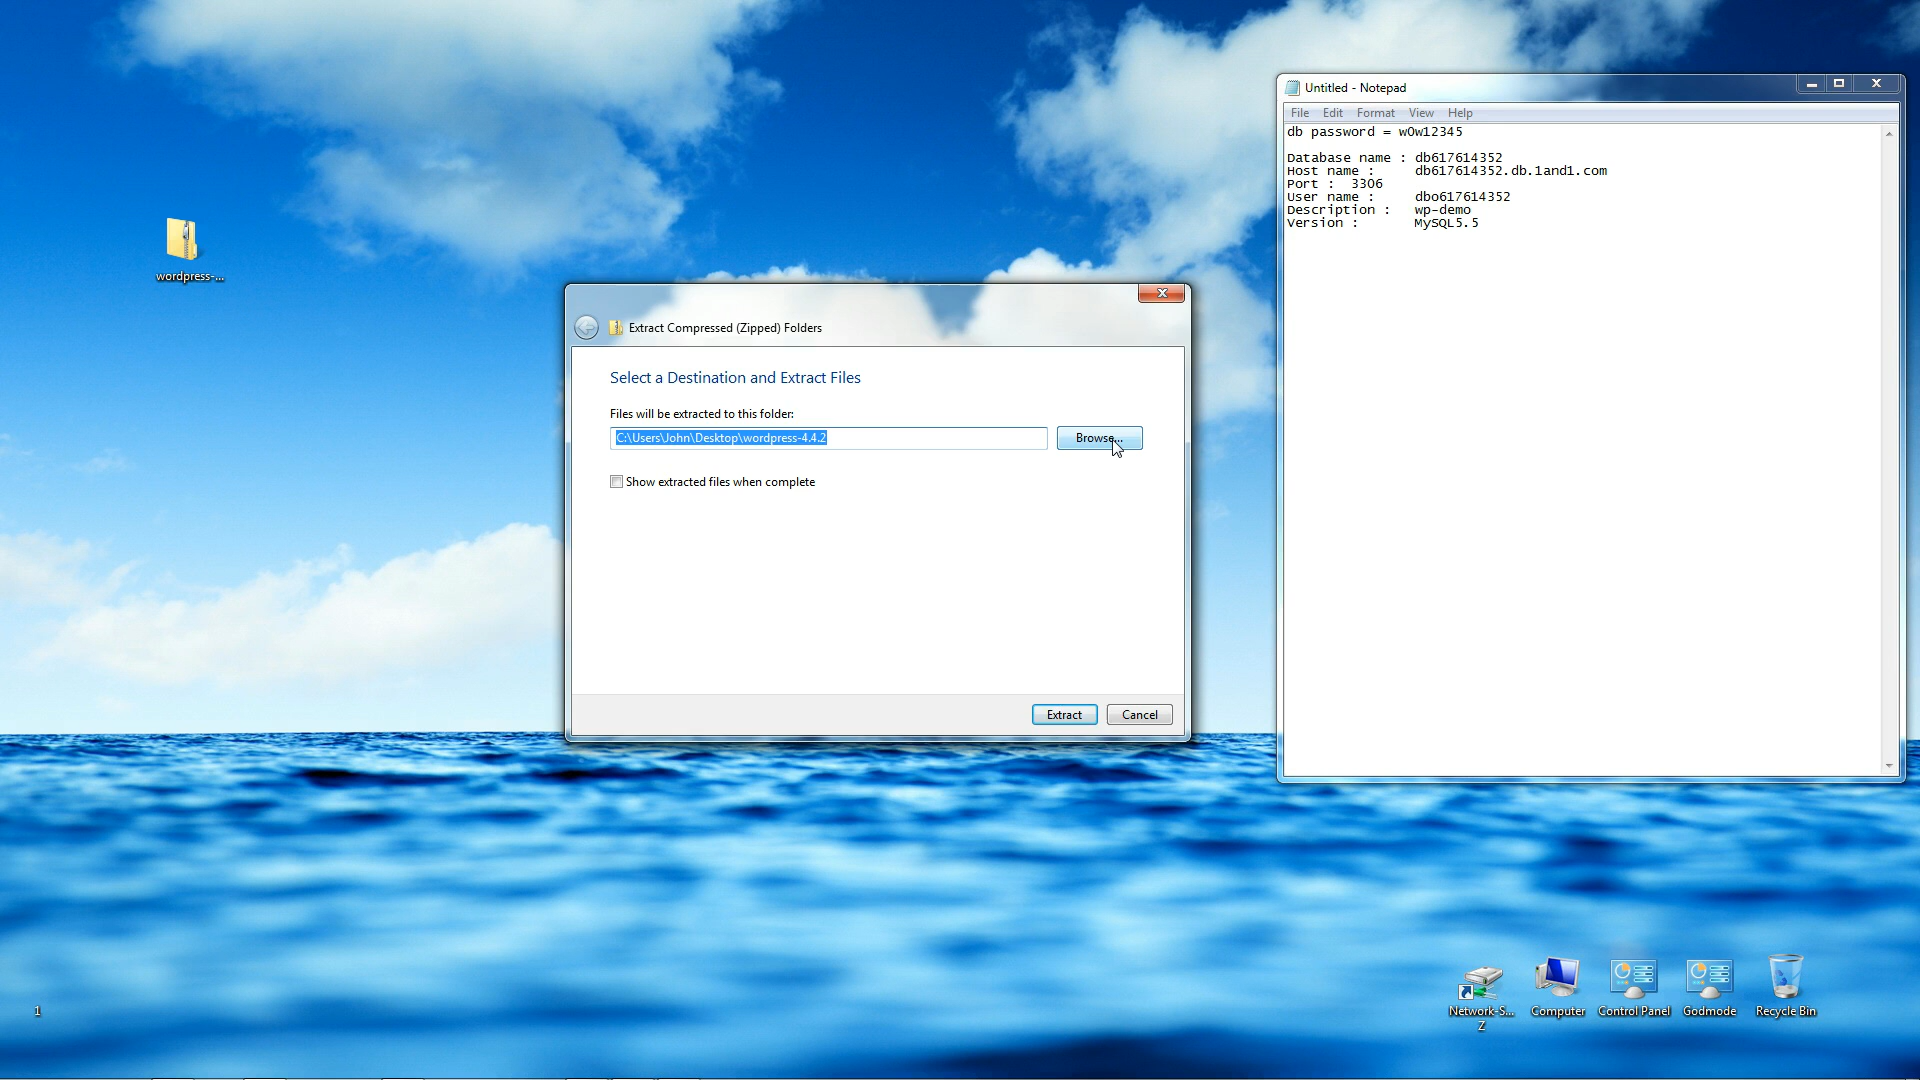 wordpress-...
Extract Compressed (Zipped) Folders
Select a Destination and Extract Files
Files will be extracted to this folder:
C:\Users\John\Desktop\wordpress-4.4.2
Browse...
Show extracted files when complete
Extract
Cancel
Untitled - Notepad
File Edit Format View Help
db password = w0w12345
Database name : db617614352
Host name : db617614352.db.1and1.com
Port : 3306
User name : dbo617614352
Description : wp-demo
Version : MySQL5.5
1
Network-S...
Z
Computer
Control Panel
Godmode
Recycle Bin